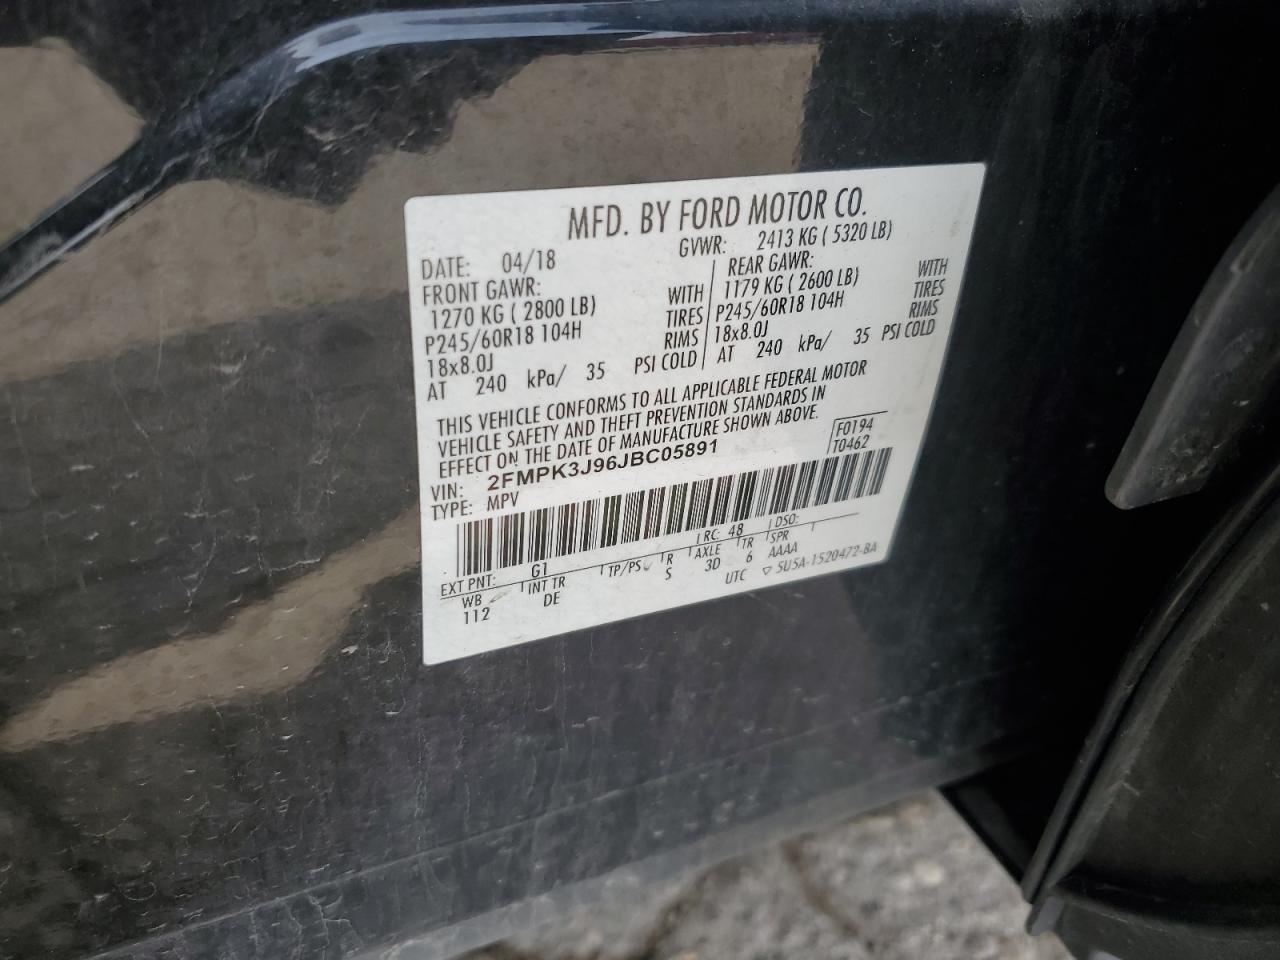 MFD. BY FORD MOTOR CO.
DATE: 04/18 GVWR: 2413 KG ( 5320 LB)
FRONT GAWR: REAR GAWR:
1270 KG ( 2800 LB) WITH 1179 KG ( 2600 LB) WITH
P245/60R18 104H TIRES P245/60R18 104H TIRES
18x8.0J RIMS 18x8.0J RIMS
AT 240 kPa/ 35 PSI COLD AT 240 kPa/ 35 PSI COLD
THIS VEHICLE CONFORMS TO ALL APPLICABLE FEDERAL MOTOR
VEHICLE SAFETY AND THEFT PREVENTION STANDARDS IN
EFFECT ON THE DATE OF MANUFACTURE SHOWN ABOVE.
VIN: 2FMPK3J96JBC05891 F0194
TYPE: MPV T0462
EXT PNT: G1 RC: 48 DSO:
WB INT TR TP/PS R AXLE TR SPR
112 DE S 3D 6 AAAA
UTC ▽ 5U5A-1520472-BA